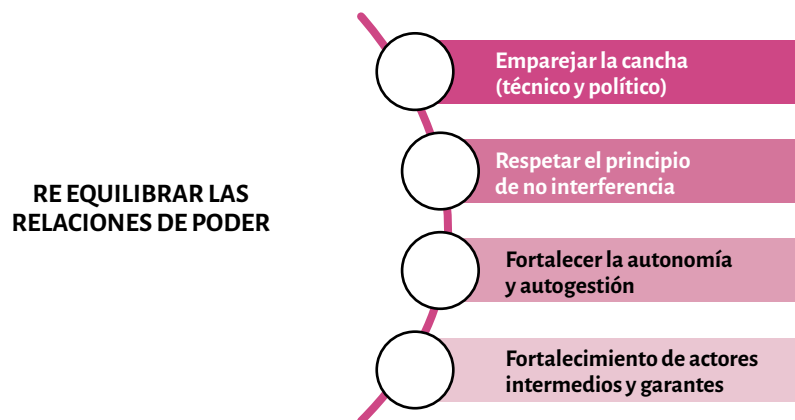 RE EQUILIBRAR LAS
RELACIONES DE PODER
Emparejar la cancha
(técnico y político)
Respetar el principio
de no interferencia
Fortalecer la autonomía
y autogestión
Fortalecimiento de actores
intermedios y garantes